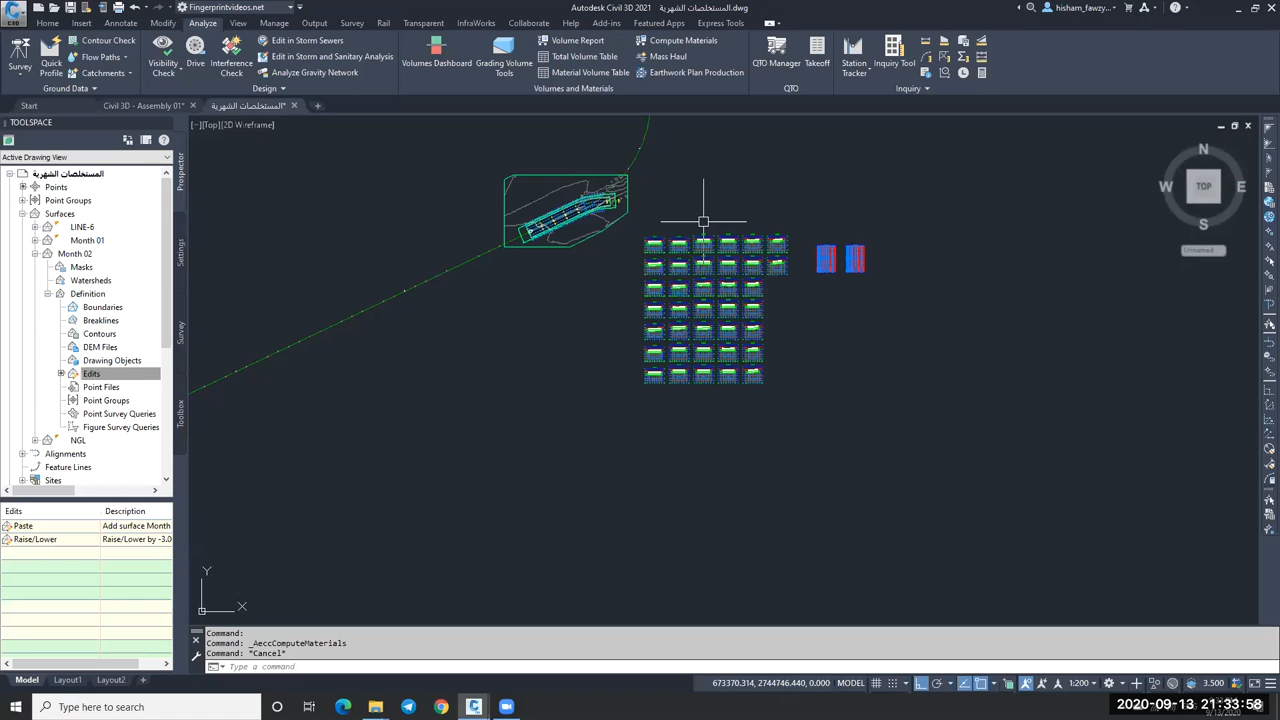 Fingerprintvideos.net
Autodesk Civil 3D 2021 المستخلصات الشهرية.dwg
hisham_fawzy...
Home Insert Annotate Modify Analyze View Manage Output Survey Rail Transparent InfraWorks Collaborate Help Add-ins Featured Apps Express Tools
Contour Check
Flow Paths
Catchments
Survey
Quick Profile
Visibility Check
Drive
Interference Check
Edit in Storm Sewers
Edit in Storm and Sanitary Analysis
Analyze Gravity Network
Volumes Dashboard
Grading Volume Tools
Volume Report
Total Volume Table
Material Volume Table
Compute Materials
Mass Haul
Earthwork Plan Production
QTO Manager
Takeoff
Station Tracker
Inquiry Tool
Ground Data
Design
Volumes and Materials
QTO
Inquiry
Start
Civil 3D - Assembly 01*
المستخلصات الشهرية*
TOOLSPACE
Active Drawing View
المستخلصات الشهرية
Points
Point Groups
Surfaces
LINE-6
Month 01
Month 02
Masks
Watersheds
Definition
Boundaries
Breaklines
Contours
DEM Files
Drawing Objects
Edits
Point Files
Point Groups
Point Survey Queries
Figure Survey Queries
NGL
Alignments
Feature Lines
Sites
Prospector
Settings
Survey
Toolbox
Edits Description
Paste Add surface Month
Raise/Lower Raise/Lower by -3.0
[−][Top][2D Wireframe]
N
W TOP E
S
Y
X
Command:
Command: _AeccComputeMaterials
Command: *Cancel*
Type a command
Model Layout1 Layout2
673370.314, 2744746.440, 0.000 MODEL
1:200
3.500
Type here to search
2020-09-13 21:33:58